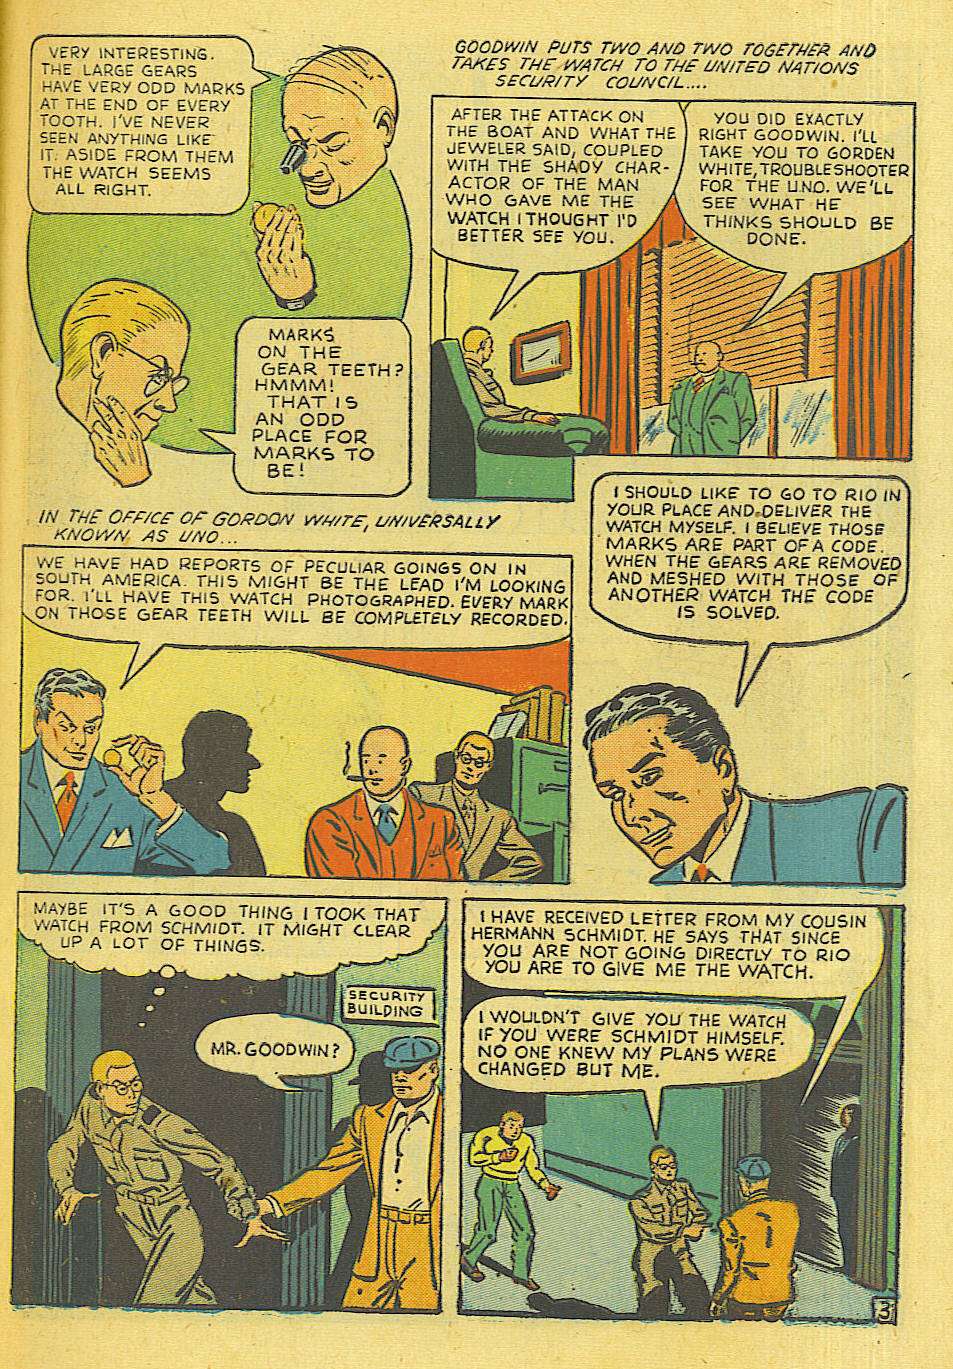 VERY INTERESTING.
THE LARGE GEARS
HAVE VERY ODD MARKS
AT THE END OF EVERY
TOOTH. I'VE NEVER
SEEN ANYTHING LIKE
IT. ASIDE FROM THEM
THE WATCH SEEMS
ALL RIGHT.
MARKS
ON THE
GEAR TEETH?
HMMM!
THAT IS
AN ODD
PLACE FOR
MARKS TO
BE!
GOODWIN PUTS TWO AND TWO TOGETHER AND
TAKES THE WATCH TO THE UNITED NATIONS
SECURITY COUNCIL....
AFTER THE ATTACK ON
THE BOAT AND WHAT THE
JEWELER SAID, COUPLED
WITH THE SHADY CHAR-
ACTOR OF THE MAN
WHO GAVE ME THE
WATCH I THOUGHT I'D
BETTER SEE YOU.
YOU DID EXACTLY
RIGHT GOODWIN. I'LL
TAKE YOU TO GORDEN
WHITE, TROUBLESHOOTER
FOR THE U.N.O. WE'LL
SEE WHAT HE
THINKS SHOULD BE
DONE.
IN THE OFFICE OF GORDON WHITE, UNIVERSALLY
KNOWN AS UNO...
WE HAVE HAD REPORTS OF PECULIAR GOINGS ON IN
SOUTH AMERICA. THIS MIGHT BE THE LEAD I'M LOOKING
FOR. I'LL HAVE THIS WATCH PHOTOGRAPHED. EVERY MARK
ON THOSE GEAR TEETH WILL BE COMPLETELY RECORDED.
I SHOULD LIKE TO GO TO RIO IN
YOUR PLACE AND DELIVER THE
WATCH MYSELF. I BELIEVE THOSE
MARKS ARE PART OF A CODE.
WHEN THE GEARS ARE REMOVED
AND MESHED WITH THOSE OF
ANOTHER WATCH THE CODE
IS SOLVED.
MAYBE IT'S A GOOD THING I TOOK THAT
WATCH FROM SCHMIDT. IT MIGHT CLEAR
UP A LOT OF THINGS.
SECURITY
BUILDING
MR. GOODWIN?
I HAVE RECEIVED LETTER FROM MY COUSIN
HERMANN SCHMIDT. HE SAYS THAT SINCE
YOU ARE NOT GOING DIRECTLY TO RIO
YOU ARE TO GIVE ME THE WATCH.
I WOULDN'T GIVE YOU THE WATCH
IF YOU WERE SCHMIDT HIMSELF.
NO ONE KNEW MY PLANS WERE
CHANGED BUT ME.
3